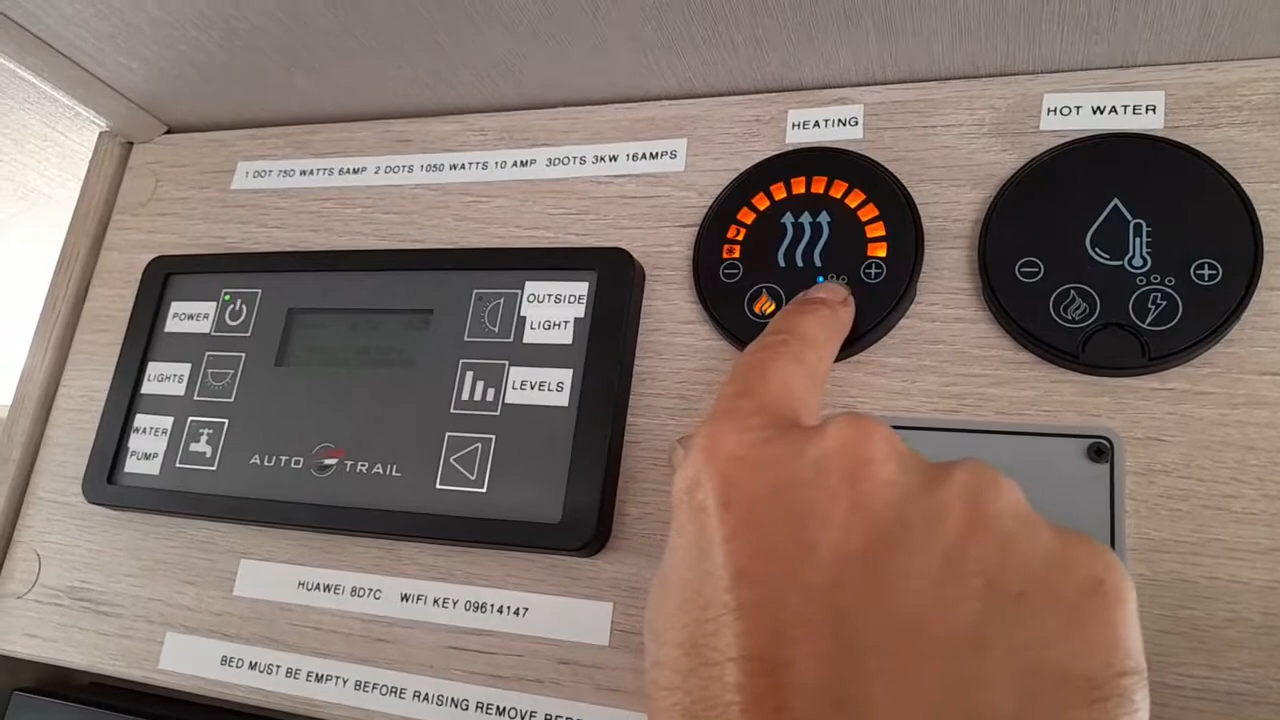 HEATING
HOT WATER
1 DOT 750 WATTS 6AMP 2 DOTS 1050 WATTS 10 AMP 3DOTS 3KW 16AMPS
POWER
OUTSIDE
LIGHT
LIGHTS
LEVELS
WATER
PUMP
AUTO TRAIL
HUAWEI 8D7C WIFI KEY 09614147
BED MUST BE EMPTY BEFORE RAISING REMOVE